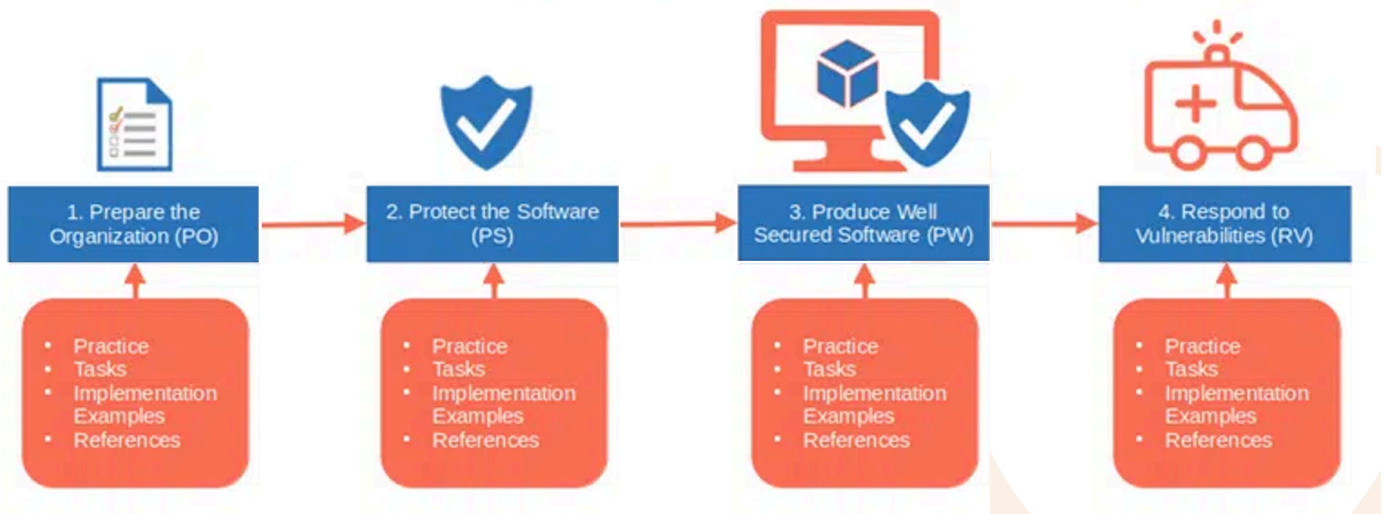 1. Prepare the
Organization (PO)
2. Protect the Software
(PS)
3. Produce Well
Secured Software (PW)
4. Respond to
Vulnerabilities (RV)
• Practice
• Tasks
• Implementation
Examples
• References
• Practice
• Tasks
• Implementation
Examples
• References
• Practice
• Tasks
• Implementation
Examples
• References
• Practice
• Tasks
• Implementation
Examples
• References